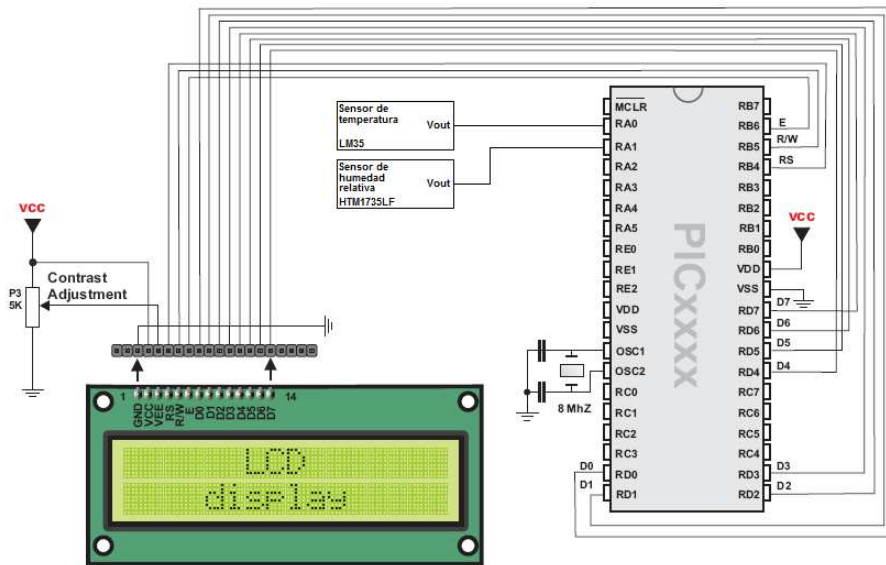 Sensor de
temperatura
Vout
LM35
Sensor de
humedad
relativa
Vout
HTM1735LF
VCC
P3
5K
Contrast
Adjustment
MCLR
RA0
RA1
RA2
RA3
RA4
RA5
RE0
RE1
RE2
VDD
VSS
OSC1
OSC2
RC0
RC1
RC2
RC3
RD0
RD1
PICxxxx
RB7
RB6
RB5
RB4
RB3
RB2
RB1
RB0
VDD
VSS
RD7
RD6
RD5
RD4
RC7
RC6
RC5
RC4
RD3
RD2
E
R/W
RS
VCC
D7
D6
D5
D4
D3
D2
D0
D1
8 MhZ
1
14
GND
VCC
VEE
RS
R/W
E
D0
D1
D2
D3
D4
D5
D6
D7
LCD
display